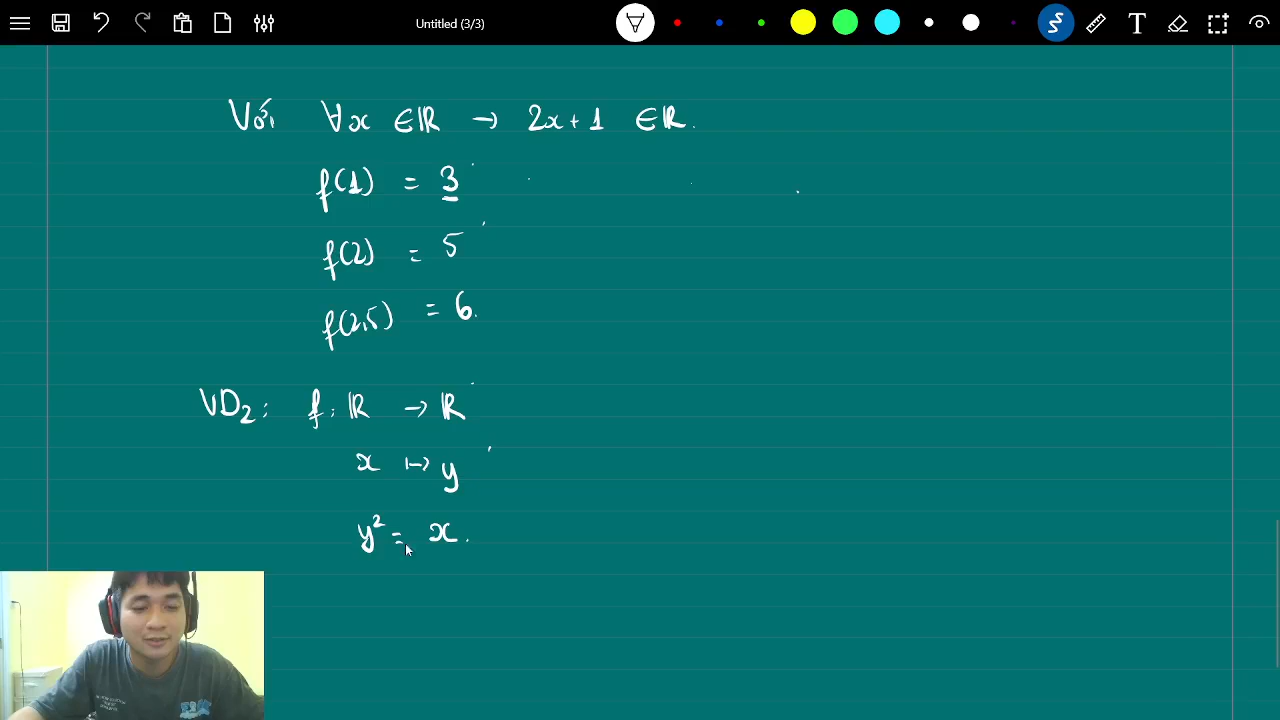 Untitled (3/3)
Với ∀x ∈ ℝ → 2x+1 ∈ ℝ.
f(1) = 3
f(2) = 5
f(2,5) = 6.
VD2: f: ℝ → ℝ
x ↦ y
y² = x.